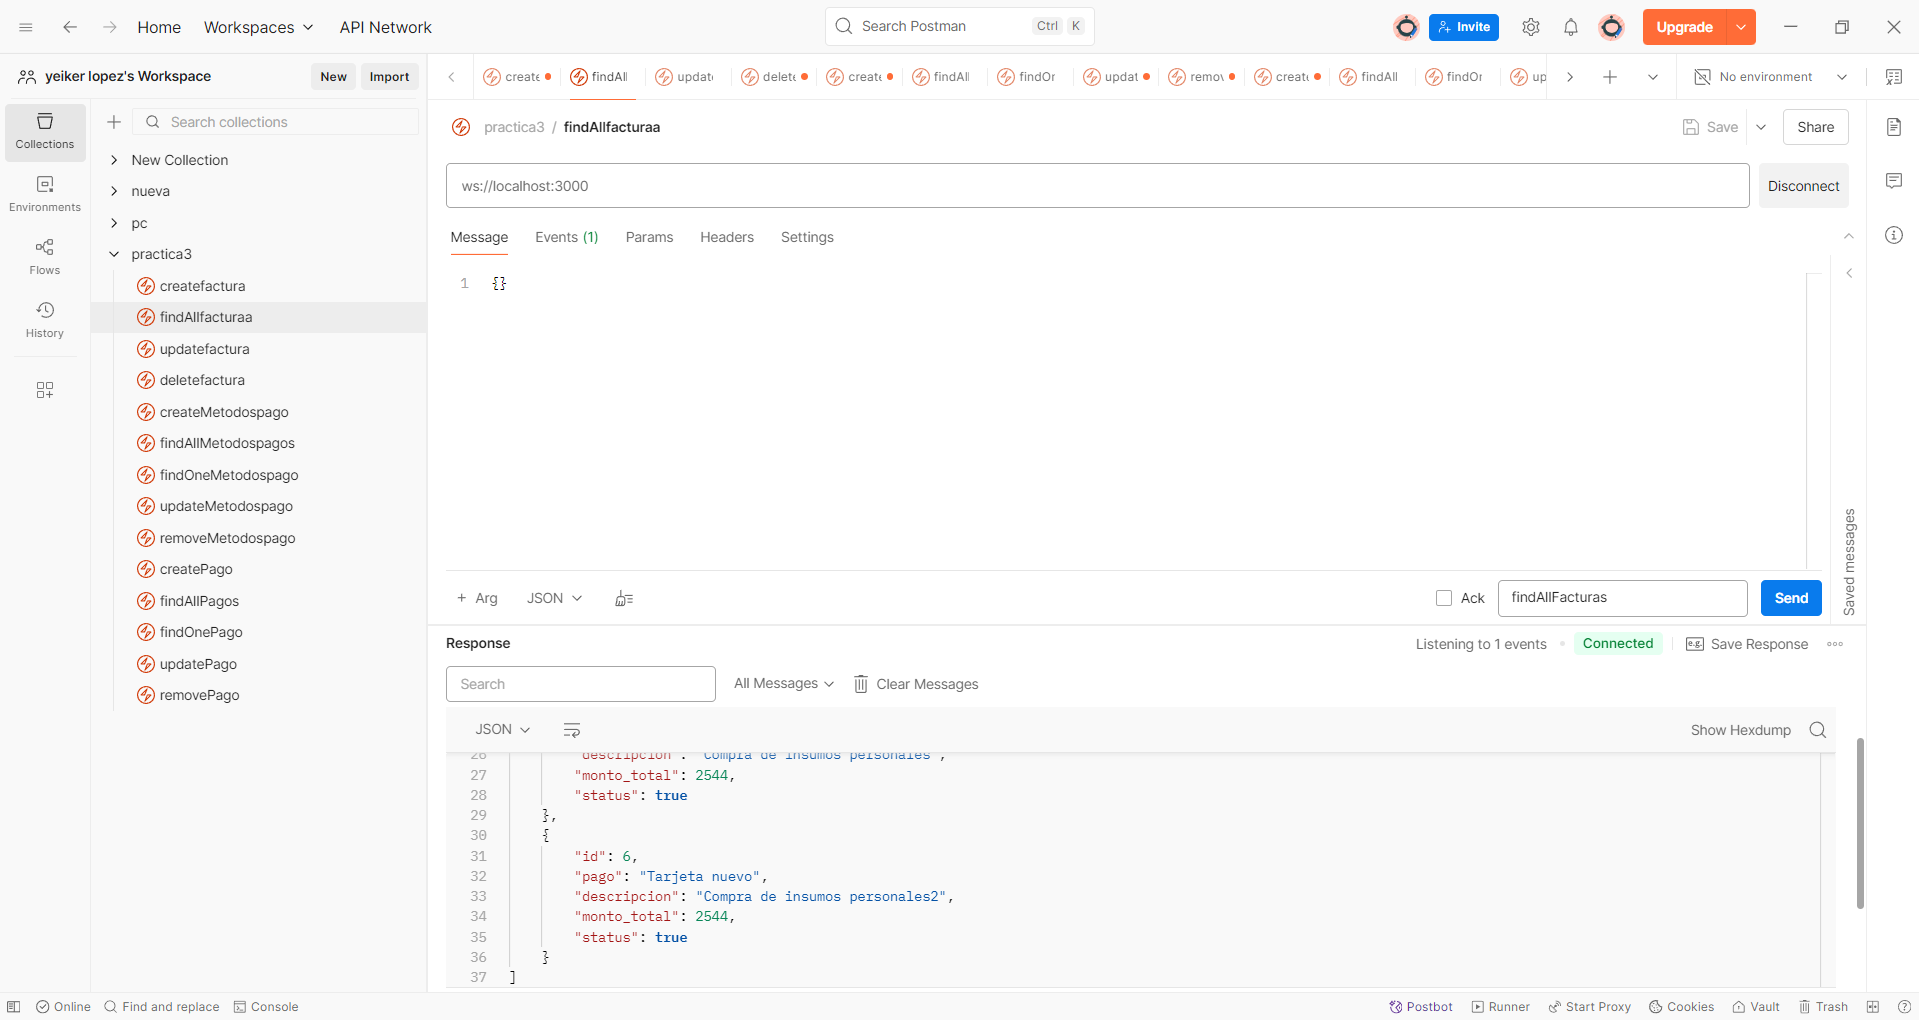 Home Workspaces API Network Search Postman Ctrl K Invite Upgrade
yeiker lopez's Workspace New Import
create findAll update delete create findAll findOn updat remov create findAll findOn up No environment
Collections
Environments
Flows
History
Search collections
New Collection
nueva
pc
practica3
createfactura
findAllfacturaa
updatefactura
deletefactura
createMetodospago
findAllMetodospagos
findOneMetodospago
updateMetodospago
removeMetodospago
createPago
findAllPagos
findOnePago
updatePago
removePago
practica3 / findAllfacturaa Save Share
ws://localhost:3000 Disconnect
Message Events (1) Params Headers Settings
1 {}
Saved messages
+ Arg JSON Ack findAllFacturas Send
Response Listening to 1 events Connected e.g. Save Response
Search All Messages Clear Messages
JSON Show Hexdump
26 "descripcion": "Compra de insumos personales",
27 "monto_total": 2544,
28 "status": true
29 },
30 {
31 "id": 6,
32 "pago": "Tarjeta nuevo",
33 "descripcion": "Compra de insumos personales2",
34 "monto_total": 2544,
35 "status": true
36 }
37 ]
Online Find and replace Console Postbot Runner Start Proxy Cookies Vault Trash